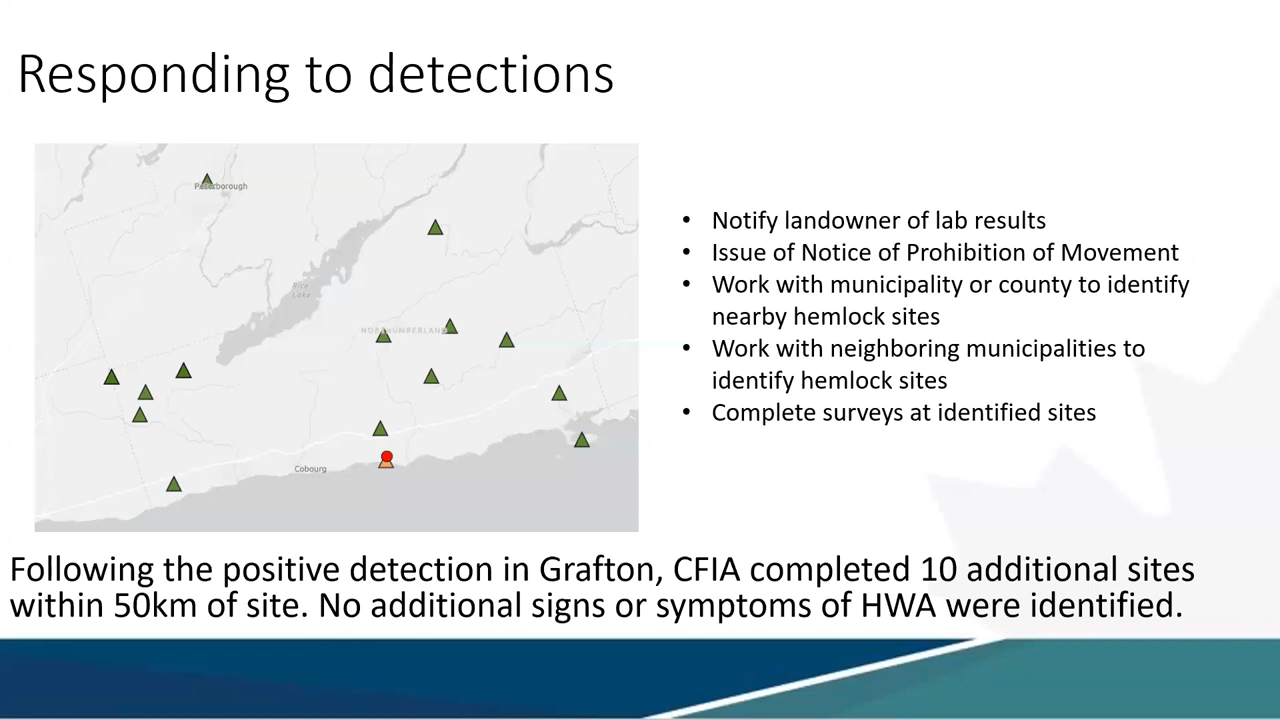 Responding to detections
Peterborough
Rice
Lake
NORTHUMBERLAND
Cobourg
• Notify landowner of lab results
• Issue of Notice of Prohibition of Movement
• Work with municipality or county to identify
nearby hemlock sites
• Work with neighboring municipalities to
identify hemlock sites
• Complete surveys at identified sites
Following the positive detection in Grafton, CFIA completed 10 additional sites
within 50km of site. No additional signs or symptoms of HWA were identified.